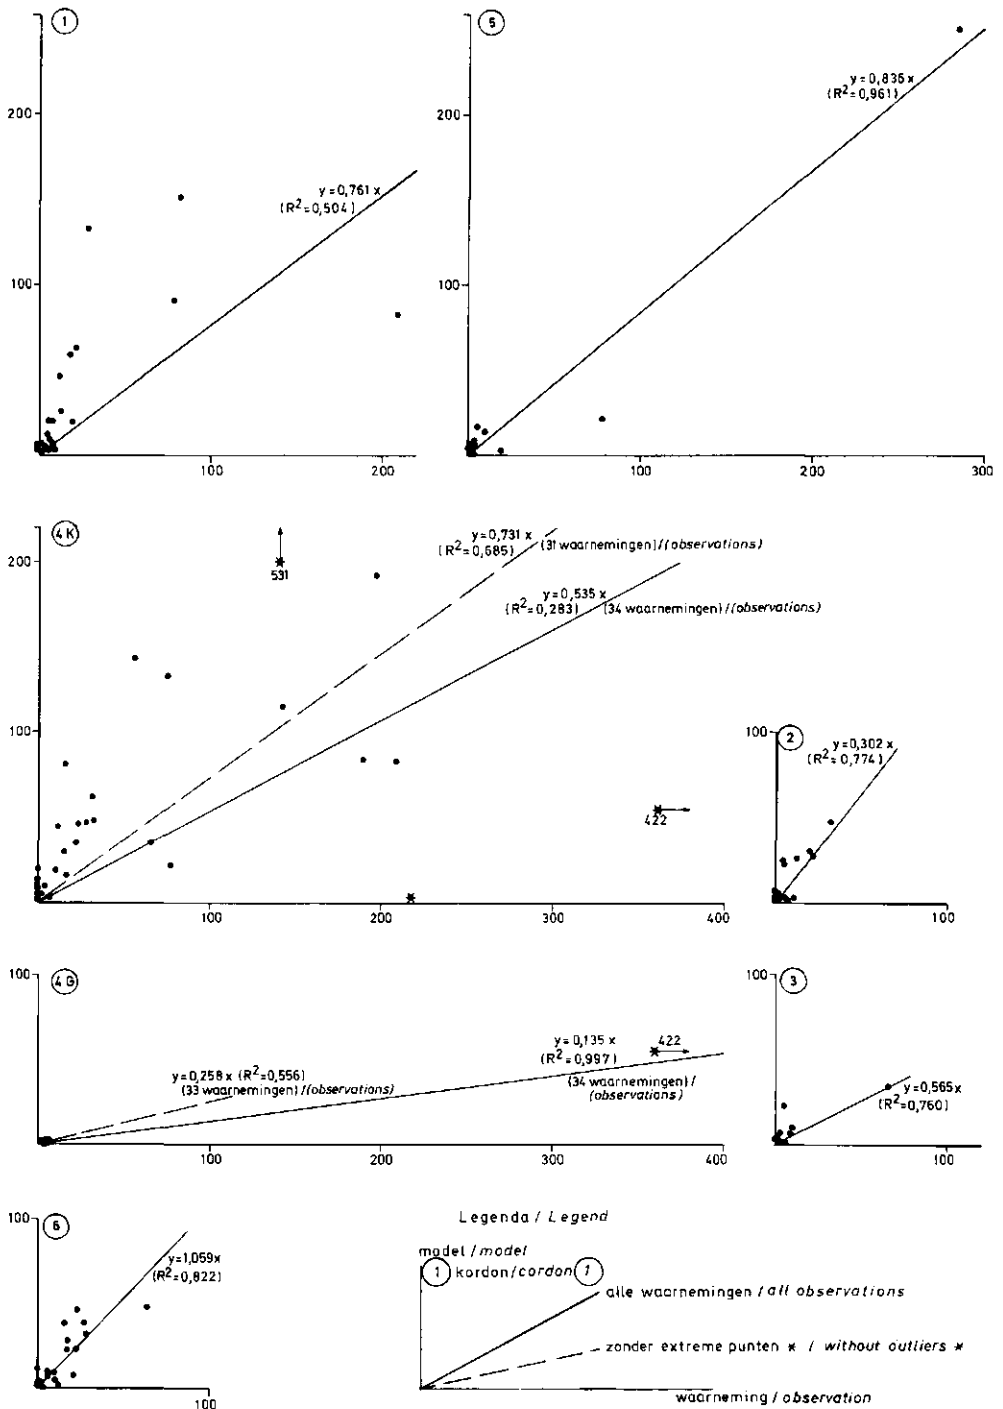 1
200
100
y=0,761 x
(R²=0,504)
100
200
5
200
100
y=0,835 x
(R²=0,961)
100
200
300
4K
200
100
531
y=0,731 x
(R²=0,685) (31 waarnemingen)/(observations)
y=0,535 x
(R²=0,283) (34 waarnemingen)/(observations)
422
100
200
300
400
100
2
y=0,302 x
(R²=0,774)
100
100
4G
y=0,258 x (R²=0,556)
(33 waarnemingen)/(observations)
y=0,135 x
(R²=0,997)
(34 waarnemingen)/
(observations)
422
100
200
300
400
100
3
y=0,565x
(R²=0,760)
100
100
6
y=1,059x
(R²=0,822)
100
Legenda / Legend
model / model
1 kordon/cordon 1
alle waarnemingen / all observations
zonder extreme punten * / without outliers *
waarneming / observation